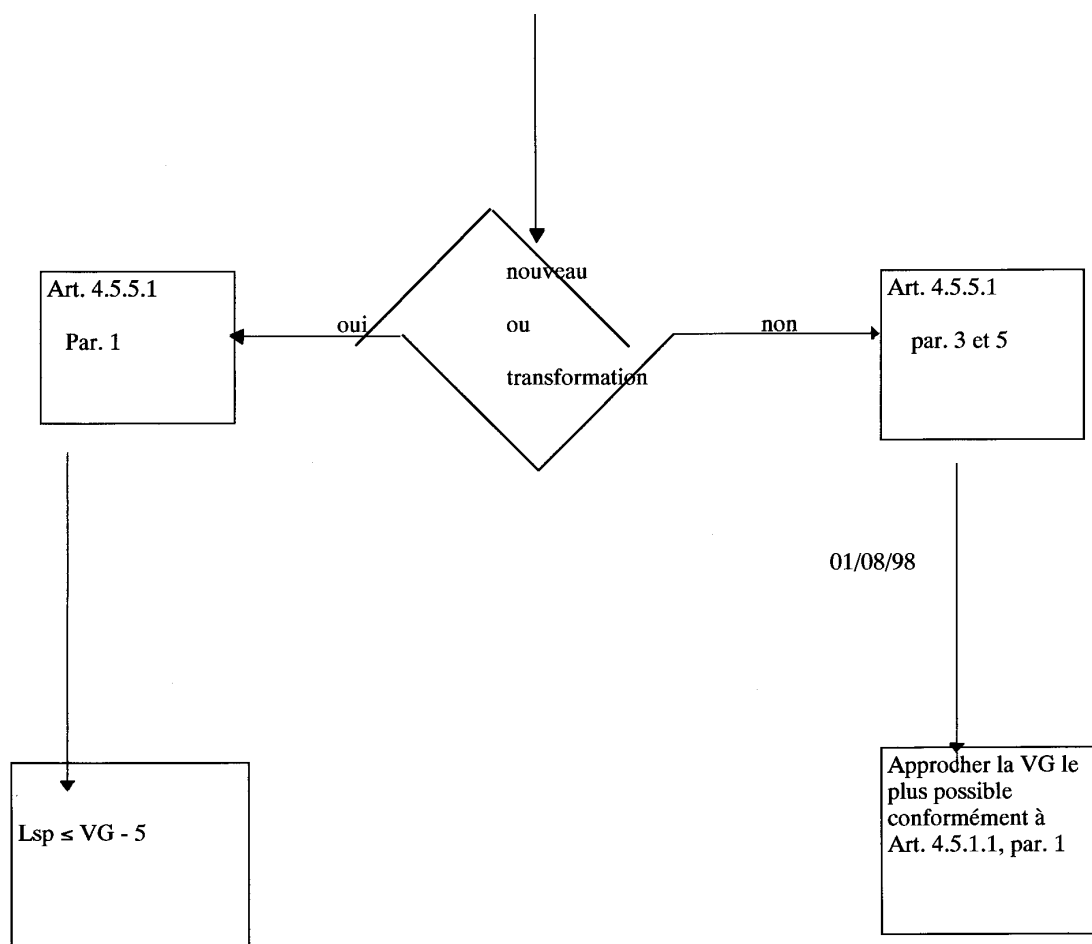 nouveau
ou
transformation
Art. 4.5.5.1
Par. 1
oui
non
Art. 4.5.5.1
par. 3 et 5
01/08/98
Lsp ≤ VG - 5
Approcher la VG le
plus possible
conformément à
Art. 4.5.1.1, par. 1